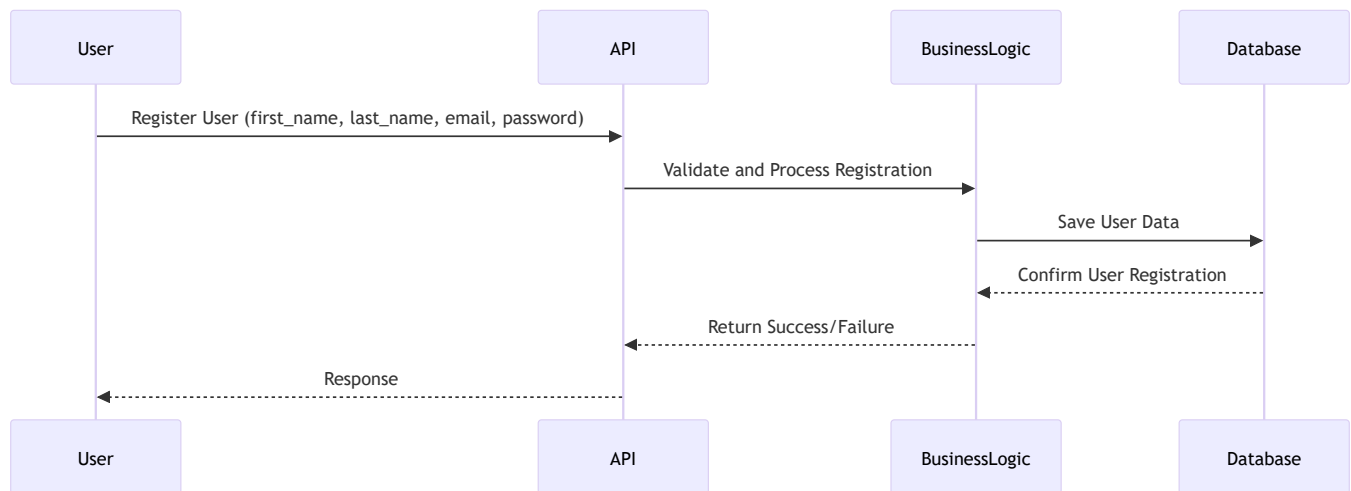 User
API
BusinessLogic
Database
Register User (first_name, last_name, email, password)
Validate and Process Registration
Save User Data
Confirm User Registration
Return Success/Failure
Response
User
API
BusinessLogic
Database